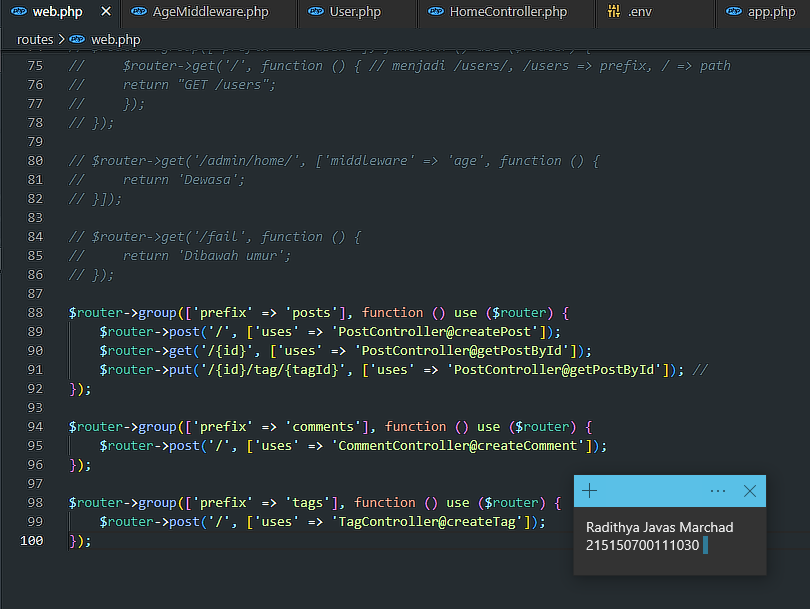 web.php AgeMiddleware.php User.php HomeController.php .env app.php
routes > web.php
75 //     $router->get('/', function () { // menjadi /users/, /users => prefix, / => path
76 //     return "GET /users";
77 //     });
78 // });
79
80 // $router->get('/admin/home/', ['middleware' => 'age', function () {
81 //     return 'Dewasa';
82 // }]);
83
84 // $router->get('/fail', function () {
85 //     return 'Dibawah umur';
86 // });
87
88 $router->group(['prefix' => 'posts'], function () use ($router) {
89     $router->post('/', ['uses' => 'PostController@createPost']);
90     $router->get('/{id}', ['uses' => 'PostController@getPostById']);
91     $router->put('/{id}/tag/{tagId}', ['uses' => 'PostController@getPostById']); //
92 });
93
94 $router->group(['prefix' => 'comments'], function () use ($router) {
95     $router->post('/', ['uses' => 'CommentController@createComment']);
96 });
97
98 $router->group(['prefix' => 'tags'], function () use ($router) {
99     $router->post('/', ['uses' => 'TagController@createTag']);
100 });
Radithya Javas Marchad
215150700111030